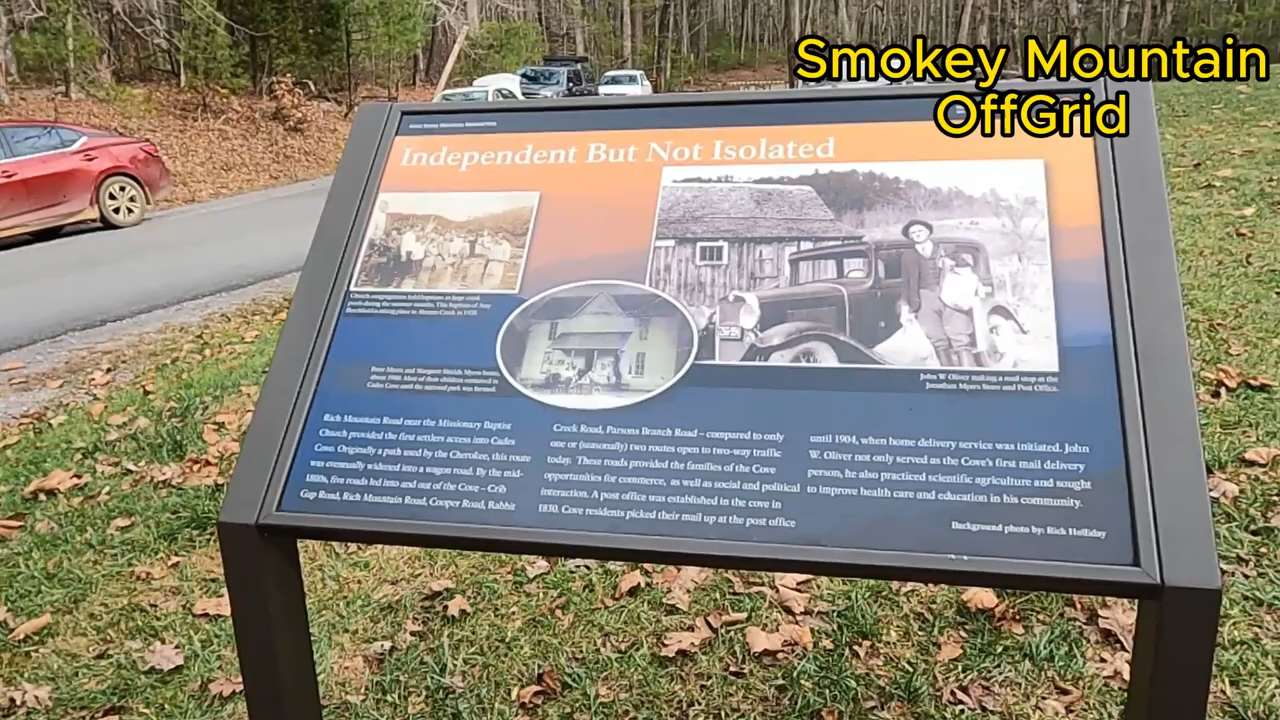 Smokey Mountain
OffGrid
Independent But Not Isolated
Church congregations held baptisms in large creek
pools during the summer months. This baptism of Amy
Burchfield is taking place in Abrams Creek in
about 1900. Most of their children remained in
Cades Cove until the national park was formed.
John W. Oliver making a mail stop at the
Jonathan Myers Store and Post Office.
Rich Mountain Road near the Missionary Baptist
Church provided the first settlers access into Cades
Cove. Originally a path used by the Cherokee, this route
was eventually widened into a wagon road. By the mid-
1800s, five roads led into and out of the Cove – Crib
Gap Road, Rich Mountain Road, Cooper Road, Rabbit
Creek Road, Parsons Branch Road – compared to only
one or (seasonally) two routes open to two-way traffic
today. These roads provided the families of the Cove
opportunities for commerce, as well as social and political
interaction. A post office was established in the cove in
1830. Cove residents picked their mail up at the post office
until 1904, when home delivery service was initiated. John
W. Oliver not only served as the Cove's first mail delivery
person, he also practiced scientific agriculture and sought
to improve health care and education in his community.
Background photo by: Rick Holliday